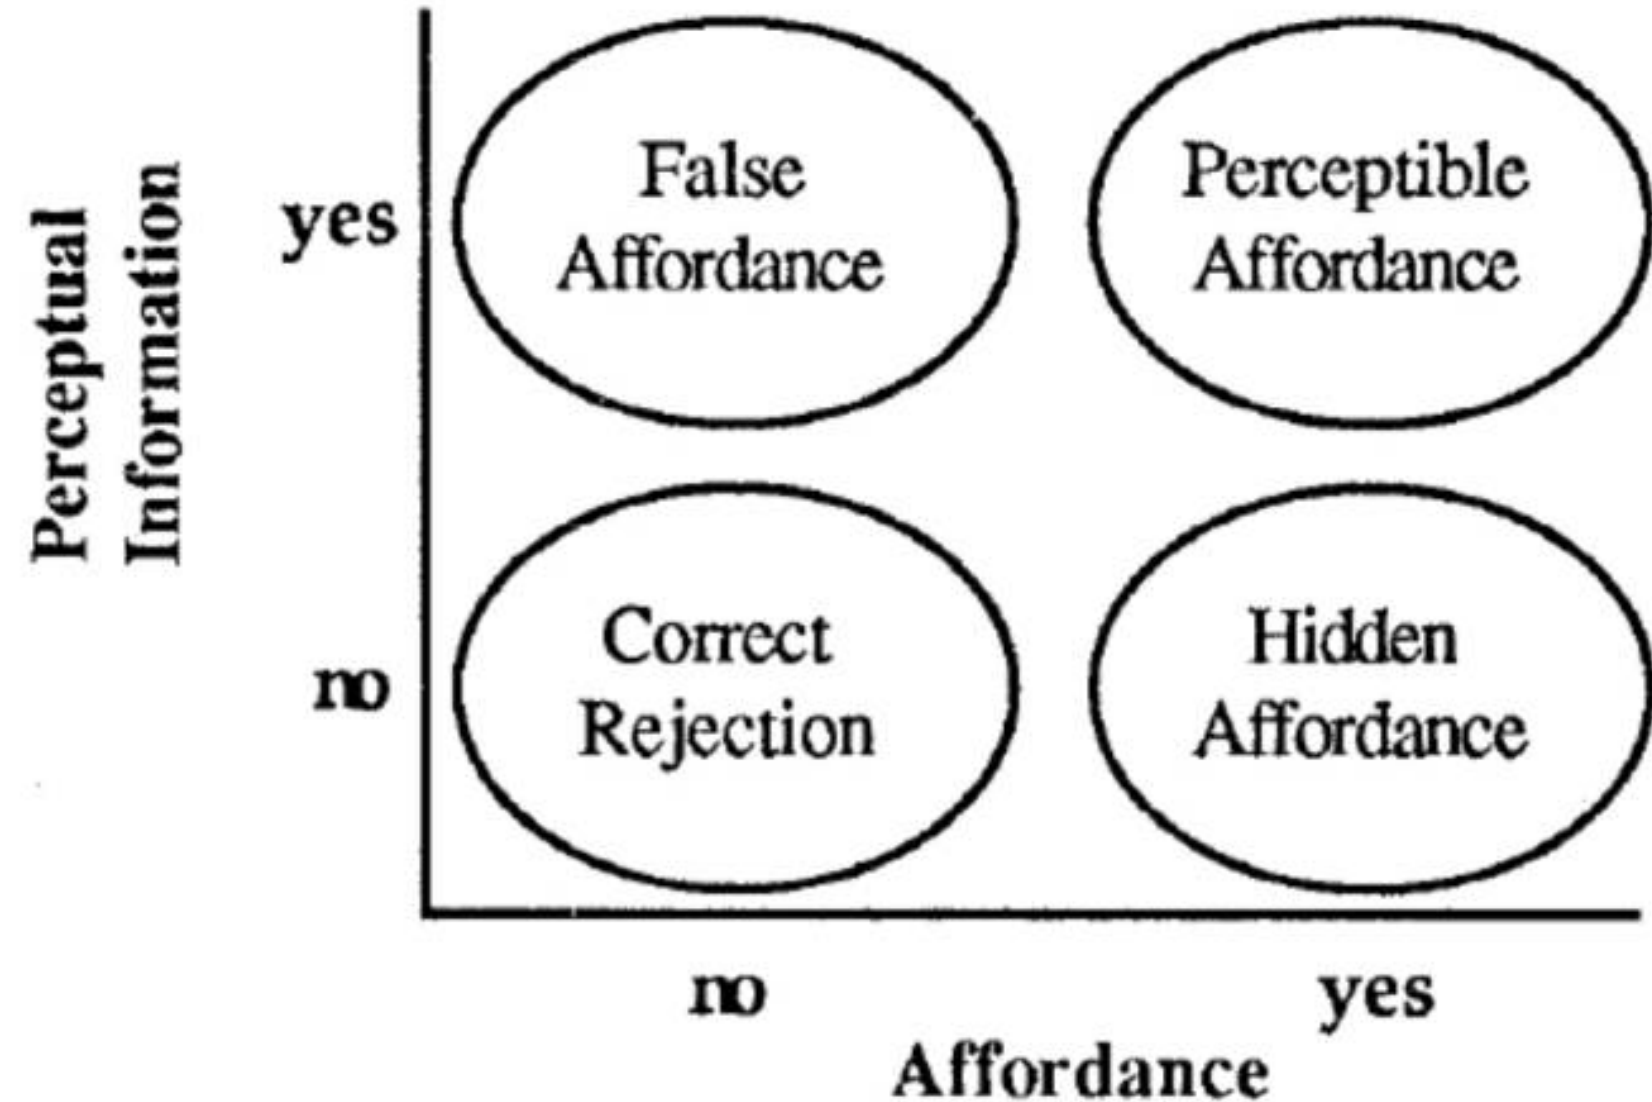 Perceptual
Information
yes
False
Affordance
Perceptible
Affordance
no
Correct
Rejection
Hidden
Affordance
no
yes
Affordance